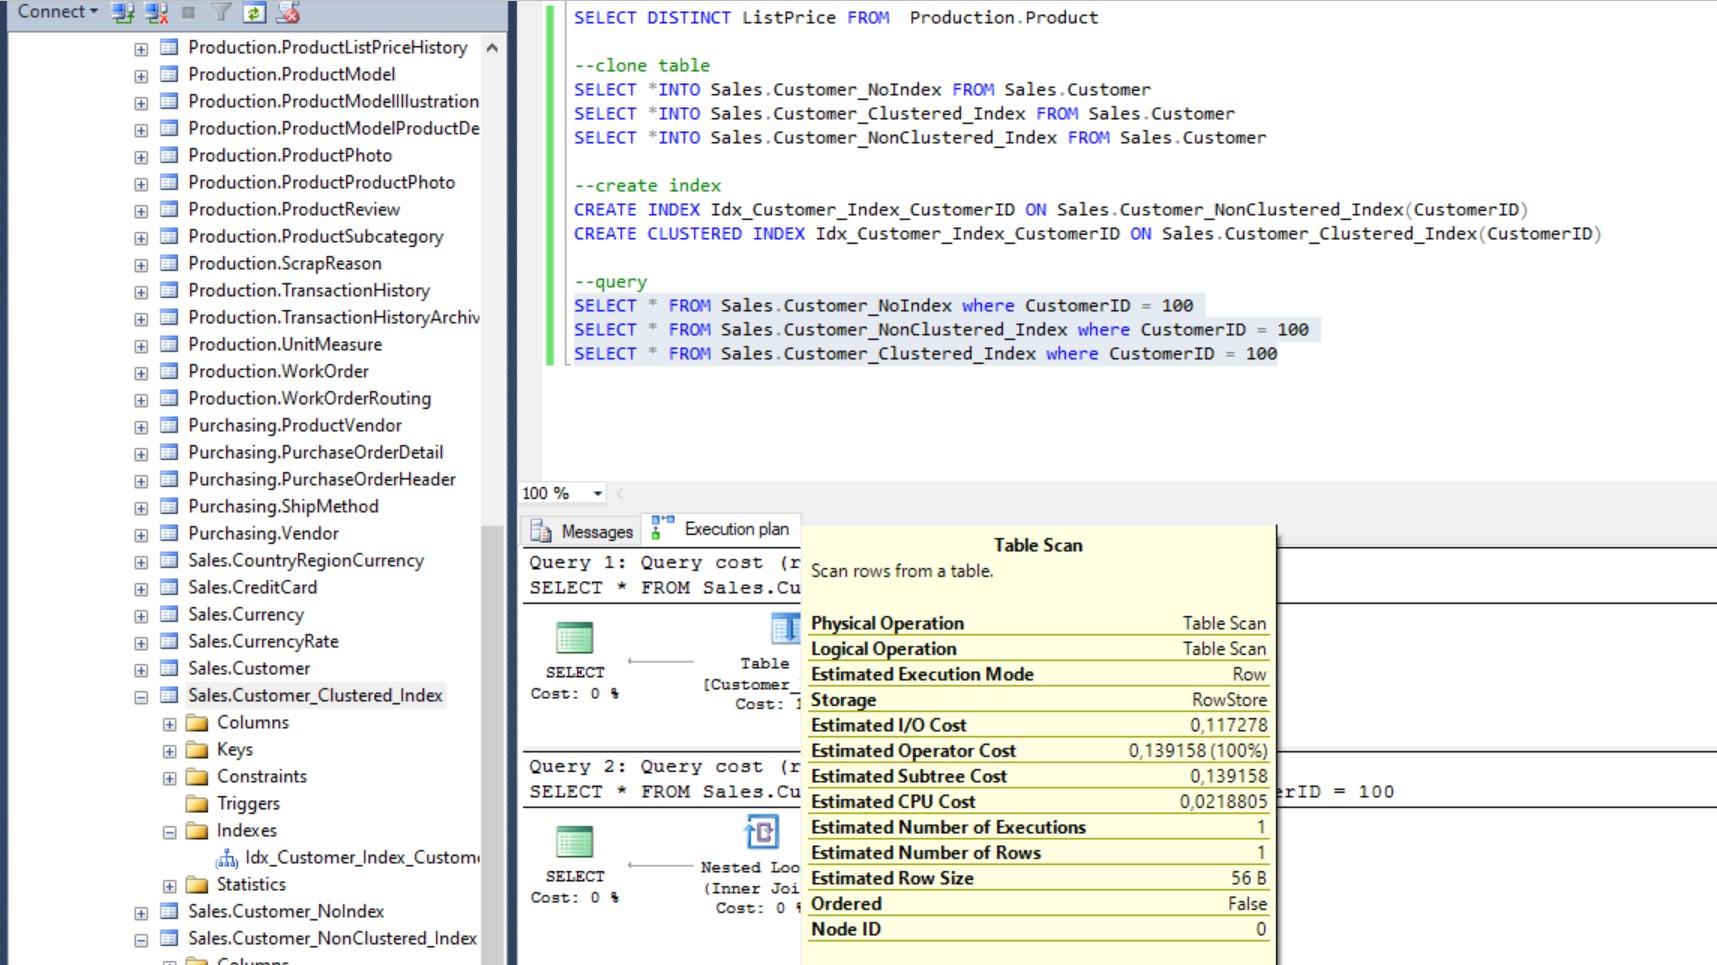 Connect
Production.ProductListPriceHistory
Production.ProductModel
Production.ProductModelIllustration
Production.ProductModelProductDe
Production.ProductPhoto
Production.ProductProductPhoto
Production.ProductReview
Production.ProductSubcategory
Production.ScrapReason
Production.TransactionHistory
Production.TransactionHistoryArchiv
Production.UnitMeasure
Production.WorkOrder
Production.WorkOrderRouting
Purchasing.ProductVendor
Purchasing.PurchaseOrderDetail
Purchasing.PurchaseOrderHeader
Purchasing.ShipMethod
Purchasing.Vendor
Sales.CountryRegionCurrency
Sales.CreditCard
Sales.Currency
Sales.CurrencyRate
Sales.Customer
Sales.Customer_Clustered_Index
Columns
Keys
Constraints
Triggers
Indexes
Idx_Customer_Index_Custome
Statistics
Sales.Customer_NoIndex
Sales.Customer_NonClustered_Index
Columns
SELECT DISTINCT ListPrice FROM  Production.Product
--clone table
SELECT *INTO Sales.Customer_NoIndex FROM Sales.Customer
SELECT *INTO Sales.Customer_Clustered_Index FROM Sales.Customer
SELECT *INTO Sales.Customer_NonClustered_Index FROM Sales.Customer
--create index
CREATE INDEX Idx_Customer_Index_CustomerID ON Sales.Customer_NonClustered_Index(CustomerID)
CREATE CLUSTERED INDEX Idx_Customer_Index_CustomerID ON Sales.Customer_Clustered_Index(CustomerID)
--query
SELECT * FROM Sales.Customer_NoIndex where CustomerID = 100
SELECT * FROM Sales.Customer_NonClustered_Index where CustomerID = 100
SELECT * FROM Sales.Customer_Clustered_Index where CustomerID = 100
100 %
Messages Execution plan
Query 1: Query cost (r
SELECT * FROM Sales.Cu
SELECT
Cost: 0 %
Table
[Customer_
Cost: 1
Query 2: Query cost (r
SELECT * FROM Sales.Cu erID = 100
SELECT
Cost: 0 %
Nested Loo
(Inner Joi
Cost: 0 %
Table Scan
Scan rows from a table.
Physical Operation Table Scan
Logical Operation Table Scan
Estimated Execution Mode Row
Storage RowStore
Estimated I/O Cost 0,117278
Estimated Operator Cost 0,139158 (100%)
Estimated Subtree Cost 0,139158
Estimated CPU Cost 0,0218805
Estimated Number of Executions 1
Estimated Number of Rows 1
Estimated Row Size 56 B
Ordered False
Node ID 0